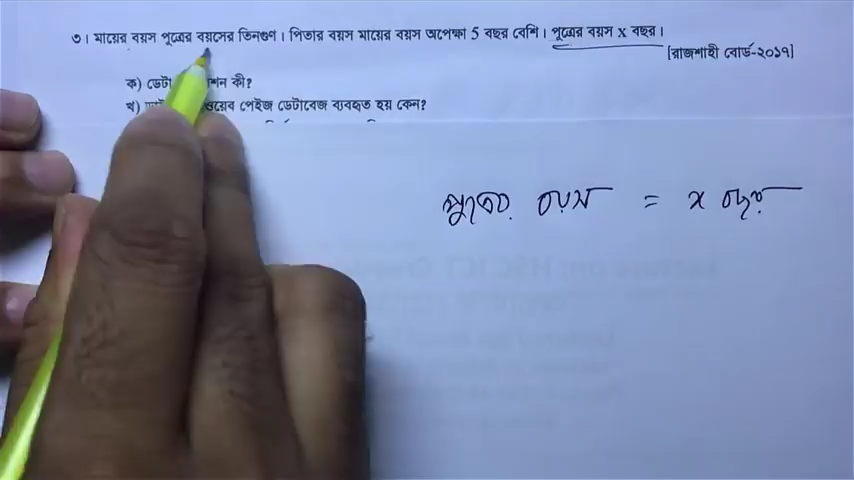 ৩। মায়ের বয়স পুত্রের বয়সের তিনগুণ। পিতার বয়স মায়ের বয়স অপেক্ষা 5 বছর বেশি। পুত্রের বয়স x বছর।
[রাজশাহী বোর্ড-২০১৭]
ক) ডেটা শন কী?
খ) ওয়েব পেইজ ডেটাবেজ ব্যবহৃত হয় কেন?
পুত্রের বয়স = x বছর